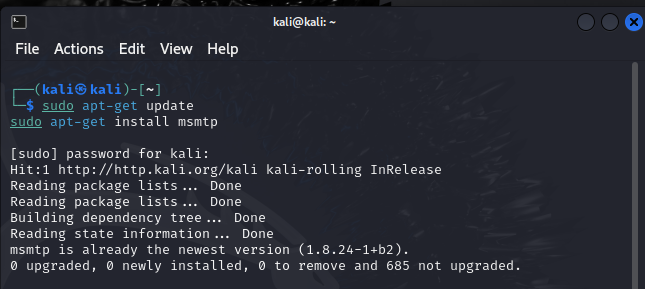 kali@kali: ~
File Actions Edit View Help
┌──(kali㉿kali)-[~]
└─$ sudo apt-get update
sudo apt-get install msmtp
[sudo] password for kali:
Hit:1 http://http.kali.org/kali kali-rolling InRelease
Reading package lists... Done
Reading package lists... Done
Building dependency tree... Done
Reading state information... Done
msmtp is already the newest version (1.8.24-1+b2).
0 upgraded, 0 newly installed, 0 to remove and 685 not upgraded.